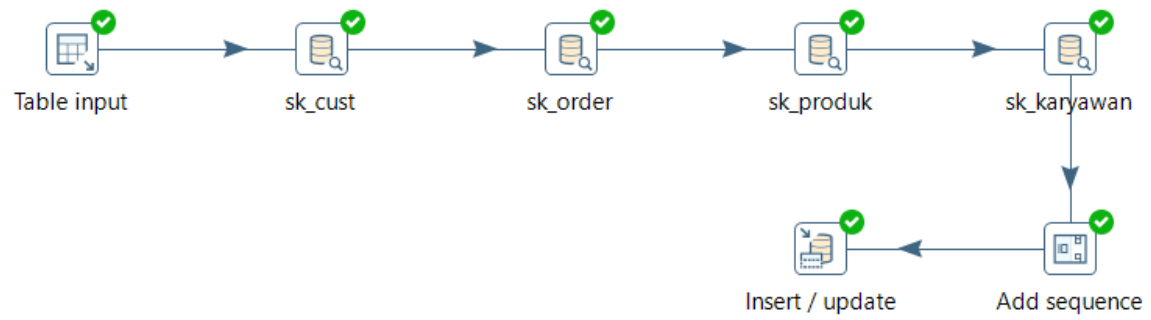 Table input
sk_cust
sk_order
sk_produk
sk_karyawan
Insert / update
Add sequence